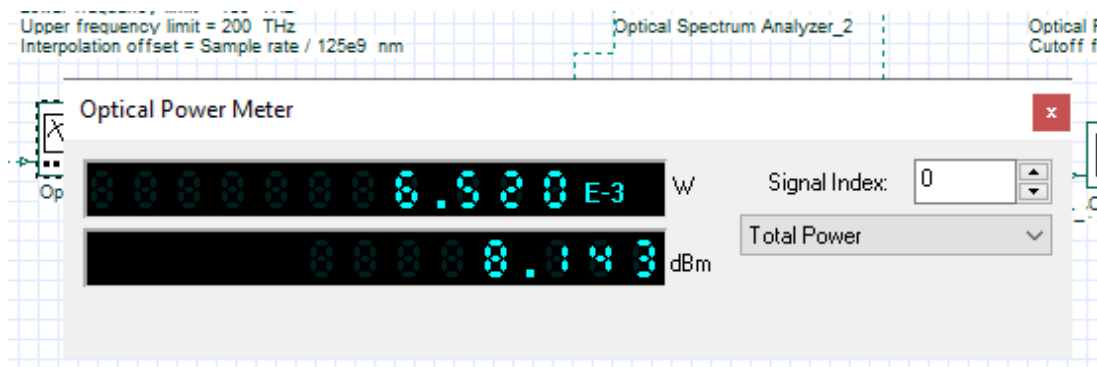 Upper frequency limit = 200 THz
Interpolation offset = Sample rate / 125e9 nm
Optical Spectrum Analyzer_2
Optical
Cutoff f
Optical Power Meter
x
Op
6.520 E-3 W
Signal Index: 0
8.143 dBm
Total Power